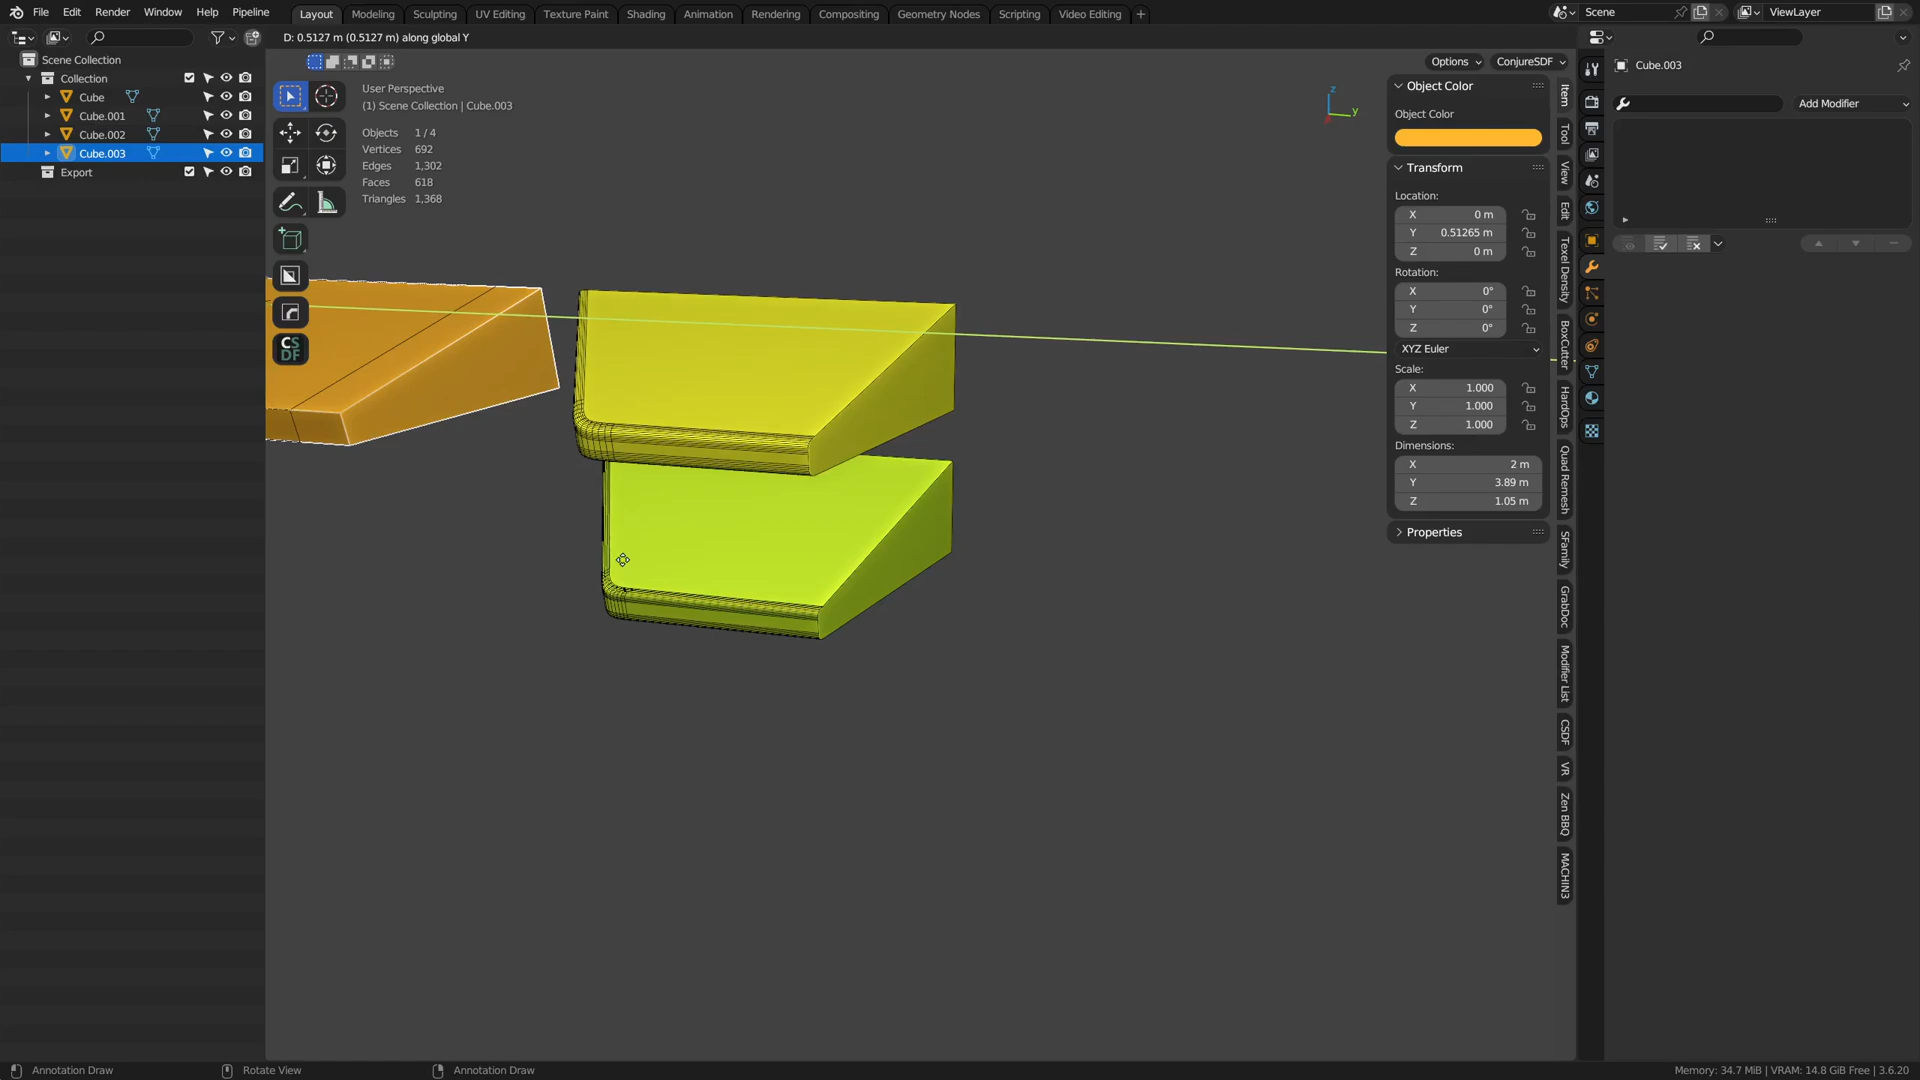 File Edit Render Window Help Pipeline
Layout Modeling Sculpting UV Editing Texture Paint Shading Animation Rendering Compositing Geometry Nodes Scripting Video Editing
Scene
ViewLayer
D: 0.5127 m (0.5127 m) along global Y
Scene Collection
Collection
Cube
Cube.001
Cube.002
Cube.003
Export
Options
ConjureSDF
User Perspective
(1) Scene Collection | Cube.003
Objects 1 / 4
Vertices 692
Edges 1,302
Faces 618
Triangles 1,368
CS
DF
z
y
Object Color
Object Color
Transform
Location:
X 0 m
Y 0.51265 m
Z 0 m
Rotation:
X 0°
Y 0°
Z 0°
XYZ Euler
Scale:
X 1.000
Y 1.000
Z 1.000
Dimensions:
X 2 m
Y 3.89 m
Z 1.05 m
Properties
Item
Tool
View
Edit
Texel Density
BoxCutter
HardOps
Quad Remesh
SFamily
GrabDoc
Modifier List
CSDF
VR
Zen BBQ
MACHIN3
Cube.003
Add Modifier
Annotation Draw
Rotate View
Annotation Draw
Memory: 34.7 MiB | VRAM: 14.8 GiB Free | 3.6.20